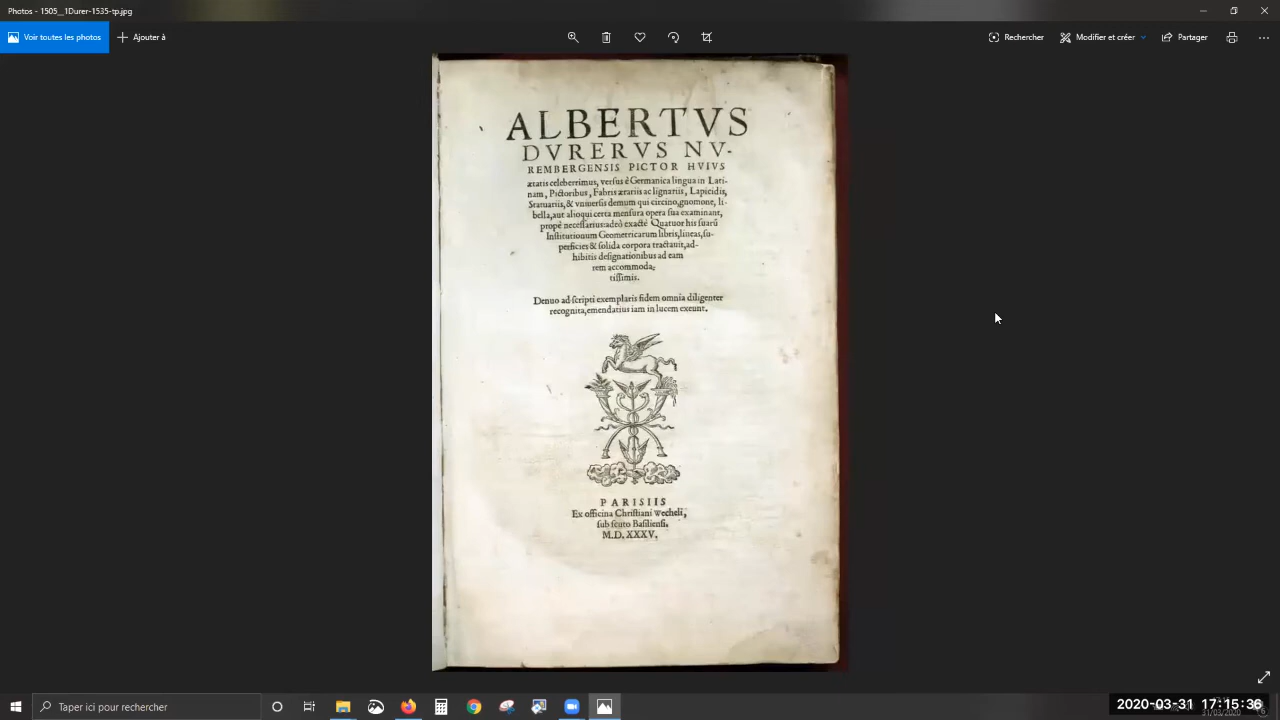 Photos - 1505__1Durer-1535-tp.jpg
Voir toutes les photos
Ajouter à
Rechercher
Modifier et créer
Partager
ALBERTVS
DVRERVS NV-
REMBERGENSIS PICTOR HVIVS
ætatis celeberrimus, versus è Germanica lingua in Lati-
nam, Pictoribus, Fabris ærariis ac lignariis, Lapicidis,
Statuariis, & vniuersis demum qui circino, gnomone, li-
bella, aut alioqui certa mensura opera sua examinant,
propè necessarius: adeò exactè Quatuor his suarū
Institutionum Geometricarum libris, lineas, su-
perficies & solida corpora tractauit, ad-
hibitis designationibus ad eam
rem accommoda-
tissimis.
Denuo ad scripti exemplaris fidem omnia diligenter
recognita, emendatius iam in lucem exeunt.
PARISIIS
Ex officina Christiani Wecheli,
sub scuto Basiliensi.
M.D.XXXV.
Taper ici pour rechercher
2020-03-31 17:15:36
31/03/2020